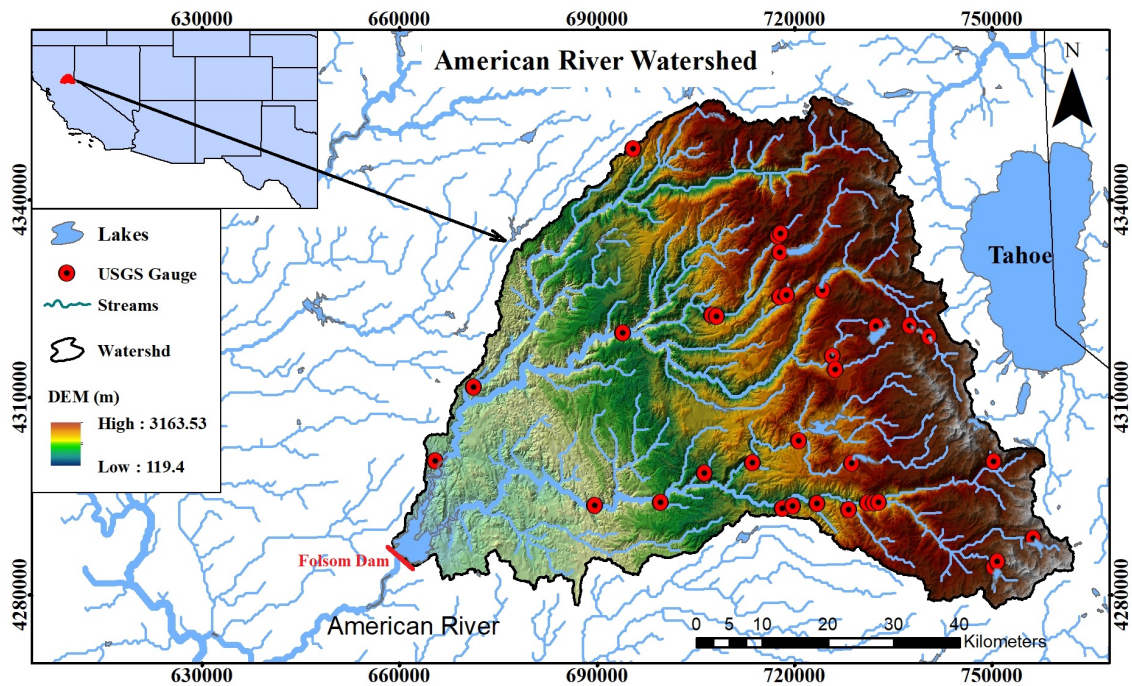 630000 660000 690000 720000 750000
American River Watershed
N
4340000 4340000
Lakes
USGS Gauge
Streams
Watershd
Tahoe
4310000 4310000
DEM (m)
High : 3163.53
Low : 119.4
Folsom Dam
4280000 4280000
American River
0 5 10 20 30 40
Kilometers
630000 660000 690000 720000 750000